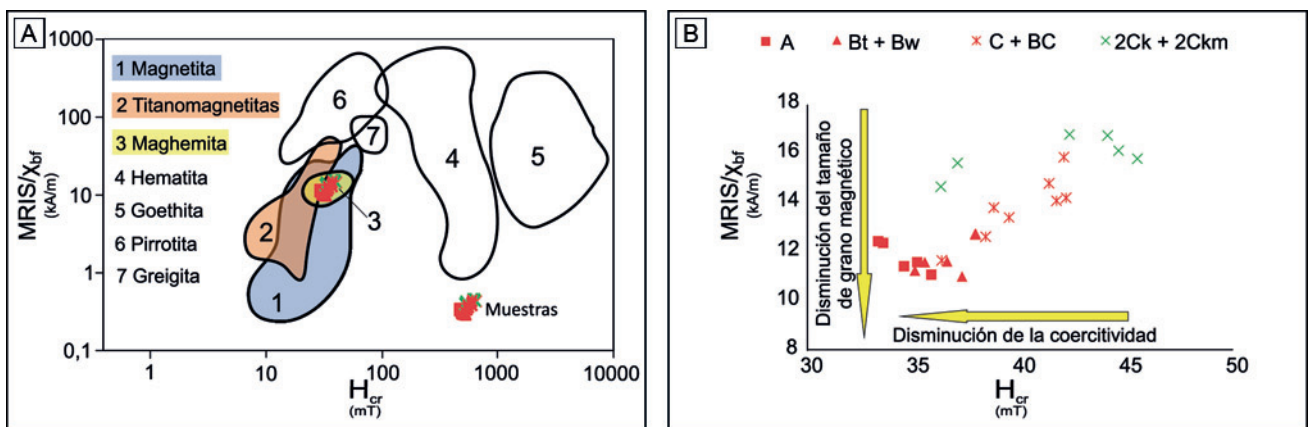 A
MRIS/χbf
(kA/m)
1000
100
10
1
0,1
1 Magnetita
2 Titanomagnetitas
3 Maghemita
4 Hematita
5 Goethita
6 Pirrotita
7 Greigita
6
7
4
5
3
2
1
Muestras
1
10
100
1000
10000
Hcr
(mT)
B
A
Bt + Bw
C + BC
2Ck + 2Ckm
MRIS/χbf
(kA/m)
18
16
14
12
10
8
Disminución del tamaño
de grano magnético
Disminución de la coercitividad
30
35
40
45
50
Hcr
(mT)